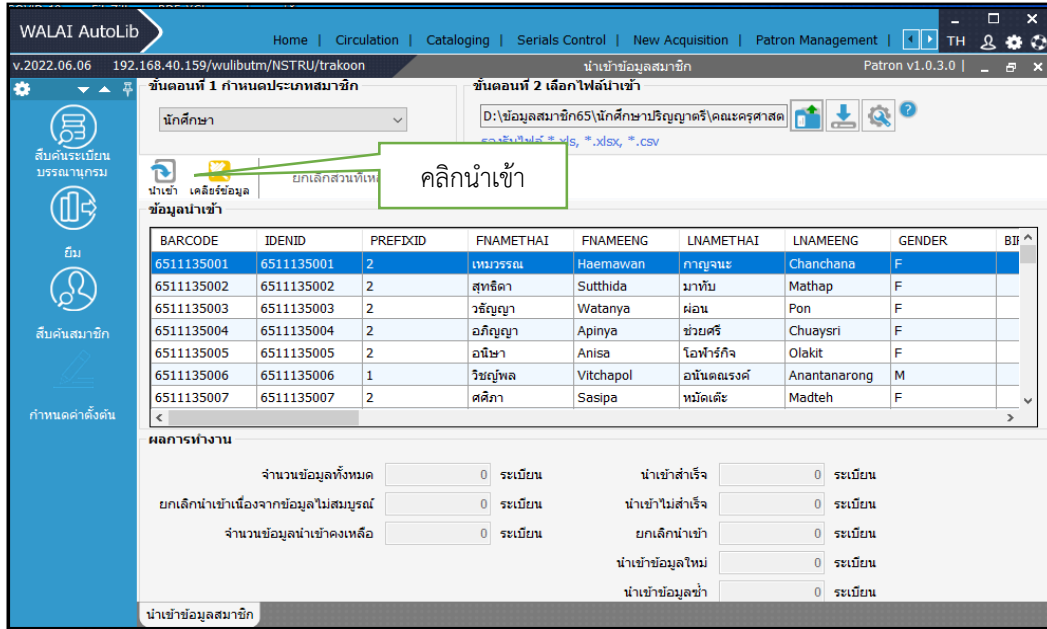 WALAI AutoLib
Home | Circulation | Cataloging | Serials Control | New Acquisition | Patron Management | TH
v.2022.06.06 192.168.40.159/wulibutm/NSTRU/trakoon นำเข้าข้อมูลสมาชิก Patron v1.0.3.0 |
ขั้นตอนที่ 1 กำหนดประเภทสมาชิก ขั้นตอนที่ 2 เลือกไฟล์นำเข้า
นักศึกษา D:\ข้อมูลสมาชิก65\นักศึกษาปริญญาตรี\คณะครุศาสต
รองรับไฟล์ *.xls, *.xlsx, *.csv
สืบค้นระเบียน
บรรณานุกรม
ยืม
สืบค้นสมาชิก
กำหนดค่าตั้งต้น
นำเข้า เคลียร์ข้อมูล ยกเลิกส่วนที่เหลือ
คลิกนำเข้า
ข้อมูลนำเข้า
BARCODE IDENID PREFIXID FNAMETHAI FNAMEENG LNAMETHAI LNAMEENG GENDER
6511135001 6511135001 2 เหมวรรณ Haemawan กาญจนะ Chanchana F
6511135002 6511135002 2 สุทธิดา Sutthida มาทับ Mathap F
6511135003 6511135003 2 วธัญญา Watanya ผ่อน Pon F
6511135004 6511135004 2 อภิญญา Apinya ช่วยศรี Chuaysri F
6511135005 6511135005 2 อนิษา Anisa โอฬาร์กิจ Olakit F
6511135006 6511135006 1 วิชญ์พล Vitchapol อนันตณรงค์ Anantanarong M
6511135007 6511135007 2 ศศิภา Sasipa หมัดเต๊ะ Madteh F
ผลการทำงาน
จำนวนข้อมูลทั้งหมด 0 ระเบียน นำเข้าสำเร็จ 0 ระเบียน
ยกเลิกนำเข้าเนื่องจากข้อมูลไม่สมบูรณ์ 0 ระเบียน นำเข้าไม่สำเร็จ 0 ระเบียน
จำนวนข้อมูลนำเข้าคงเหลือ 0 ระเบียน ยกเลิกนำเข้า 0 ระเบียน
นำเข้าข้อมูลใหม่ 0 ระเบียน
นำเข้าข้อมูลซ้ำ 0 ระเบียน
นำเข้าข้อมูลสมาชิก